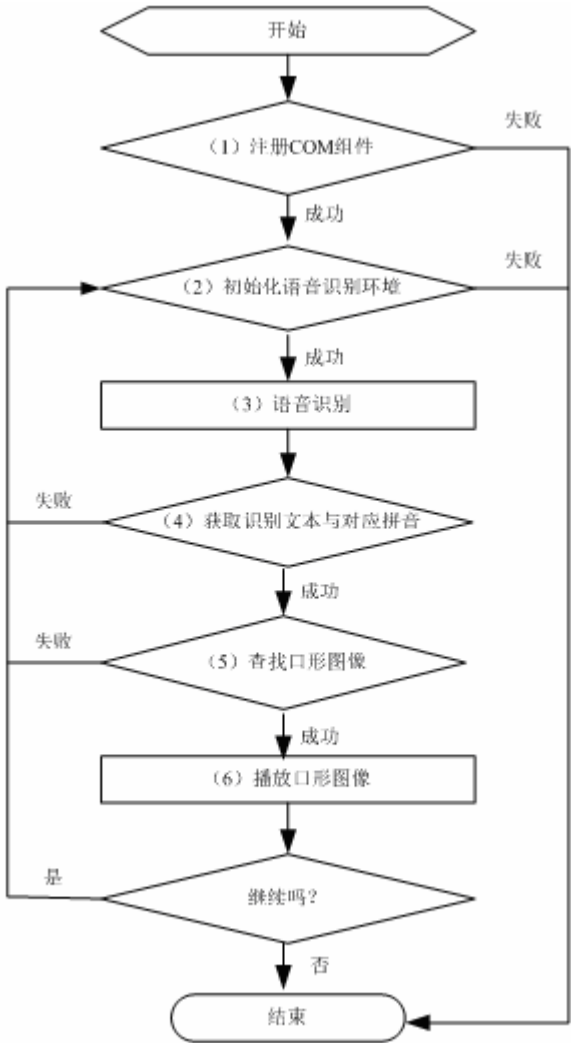 开始
失败
（1）注册COM组件
成功
失败
（2）初始化语音识别环境
成功
（3）语音识别
失败
（4）获取识别文本与对应拼音
成功
失败
（5）查找口形图像
成功
（6）播放口形图像
是
继续吗？
否
结束